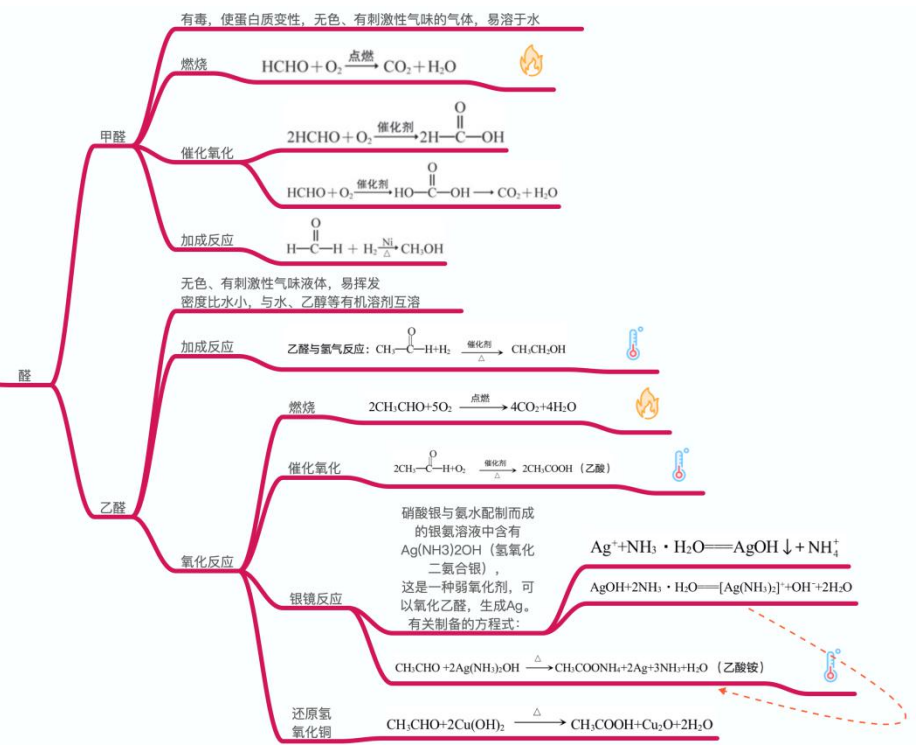 有毒，使蛋白质变性，无色、有刺激性气味的气体，易溶于水
燃烧
HCHO+O₂ 点燃→ CO₂+H₂O
甲醛
催化氧化
2HCHO+O₂ 催化剂→ 2H—C(=O)—OH
HCHO+O₂ 催化剂→ HO—C(=O)—OH → CO₂+H₂O
加成反应
H—C(=O)—H + H₂ Ni△→ CH₃OH
醛
无色、有刺激性气味液体，易挥发
密度比水小，与水、乙醇等有机溶剂互溶
加成反应
乙醛与氢气反应：CH₃—C(=O)—H+H₂ 催化剂△→ CH₃CH₂OH
乙醛
氧化反应
燃烧
2CH₃CHO+5O₂ 点燃→ 4CO₂+4H₂O
催化氧化
2CH₃—C(=O)—H+O₂ 催化剂△→ 2CH₃COOH（乙酸）
银镜反应
硝酸银与氨水配制而成
的银氨溶液中含有
Ag(NH3)2OH（氢氧化
二氨合银），
这是一种弱氧化剂，可
以氧化乙醛，生成Ag。
有关制备的方程式：
Ag⁺+NH₃・H₂O══AgOH↓+NH₄⁺
AgOH+2NH₃・H₂O══[Ag(NH₃)₂]⁺+OH⁻+2H₂O
CH₃CHO +2Ag(NH₃)₂OH △→ CH₃COONH₄+2Ag+3NH₃+H₂O （乙酸铵）
还原氢
氧化铜
CH₃CHO+2Cu(OH)₂ △→ CH₃COOH+Cu₂O+2H₂O